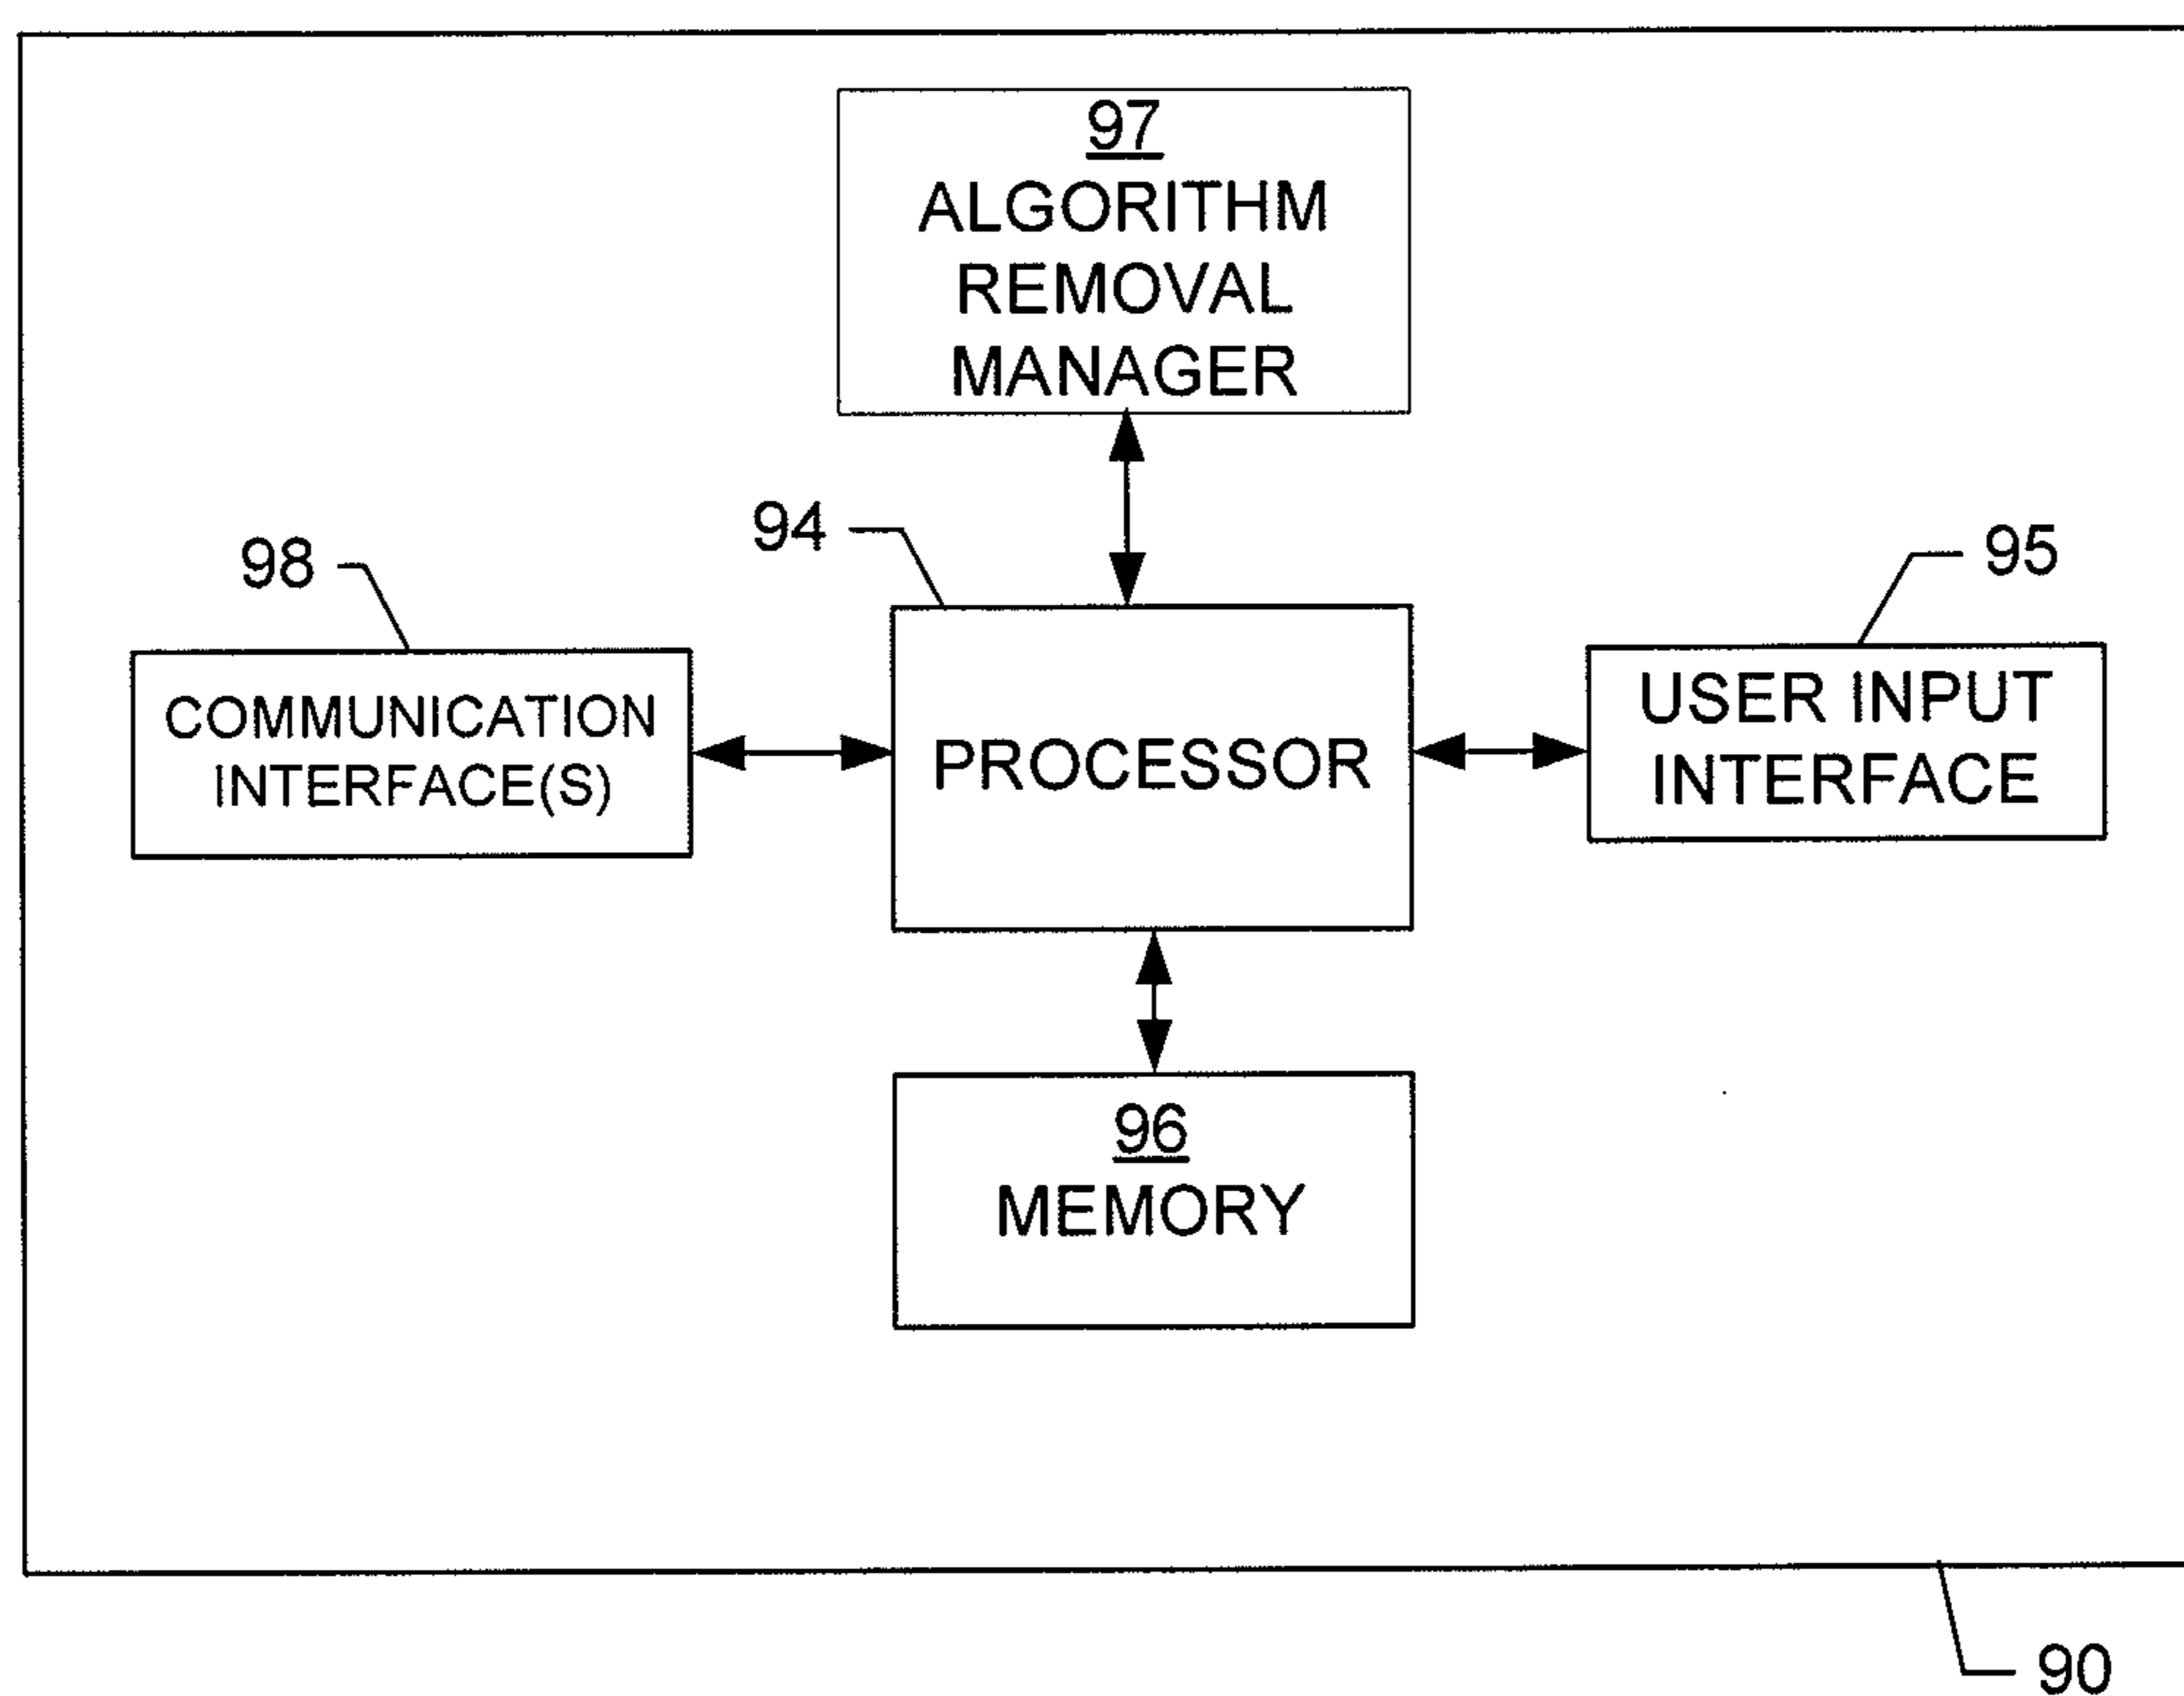 97
ALGORITHM
REMOVAL
MANAGER
94
98
95
COMMUNICATION
INTERFACE(S)
PROCESSOR
USER INPUT
INTERFACE
96
MEMORY
90